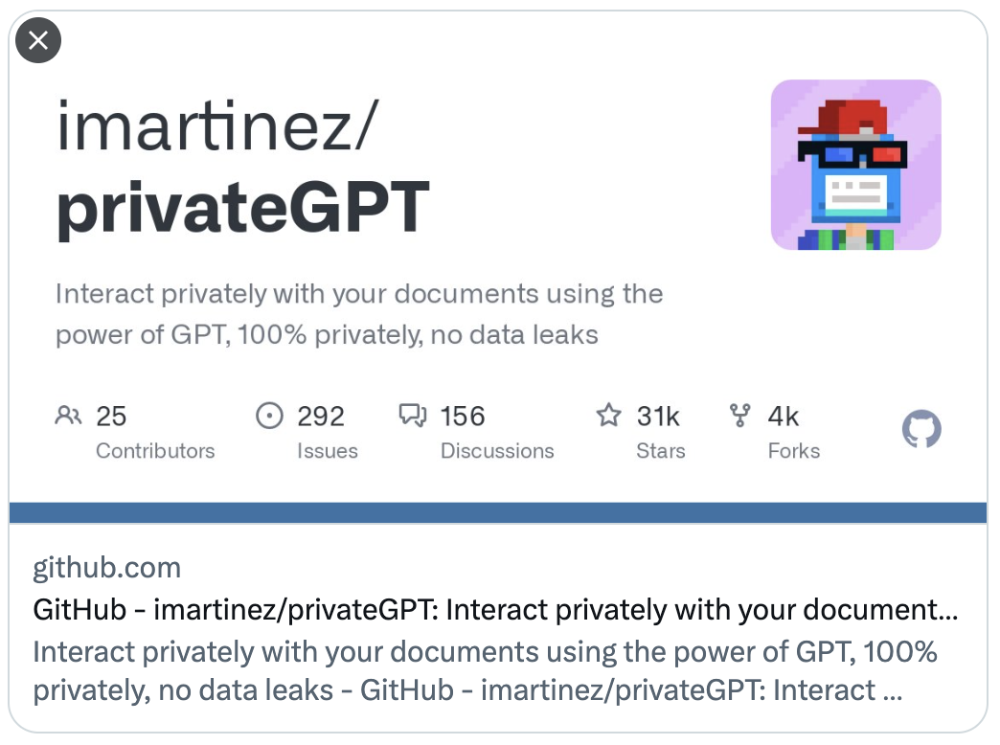 imartinez/
privateGPT
Interact privately with your documents using the
power of GPT, 100% privately, no data leaks
25 292 156 31k 4k
Contributors Issues Discussions Stars Forks
github.com
GitHub - imartinez/privateGPT: Interact privately with your document...
Interact privately with your documents using the power of GPT, 100%
privately, no data leaks - GitHub - imartinez/privateGPT: Interact ...